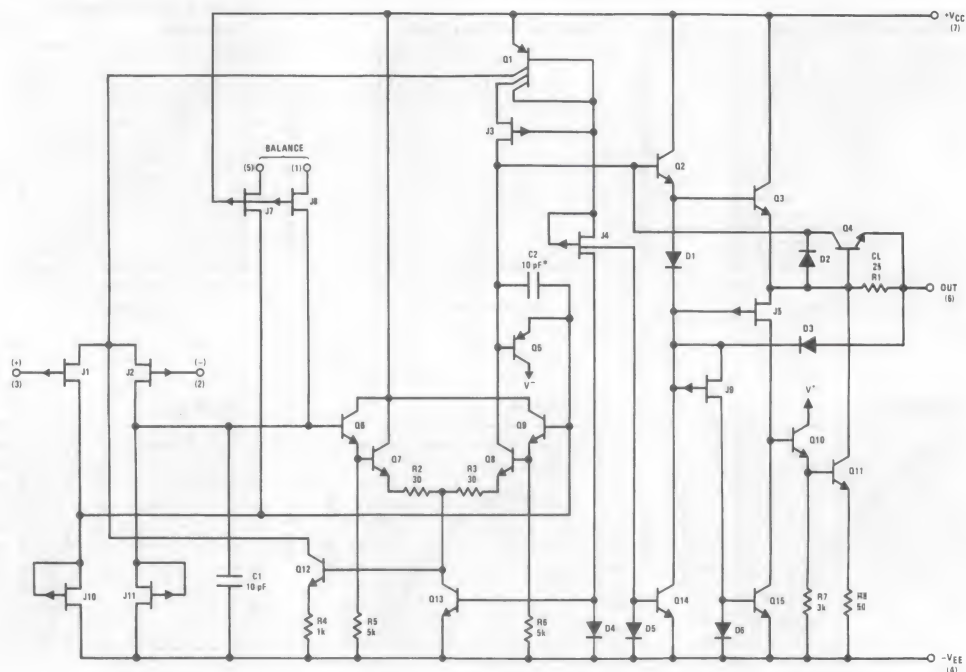 +VCC
(7)
Q1
J3
BALANCE
(5)
(1)
J7
J8
Q2
Q3
Q4
J4
D2
CL
25
R1
C2
10 pF*
D1
OUT
(6)
J5
D3
Q5
V−
(+)
(3)
J1
J2
(−)
(2)
J9
V+
Q6
Q9
Q10
Q7
Q8
Q11
R2
30
R3
30
Q12
J10
J11
C1
10 pF
Q13
Q14
Q15
R4
1k
R5
5k
R6
5k
D4
D5
D6
R7
3k
R8
50
−VEE
(4)